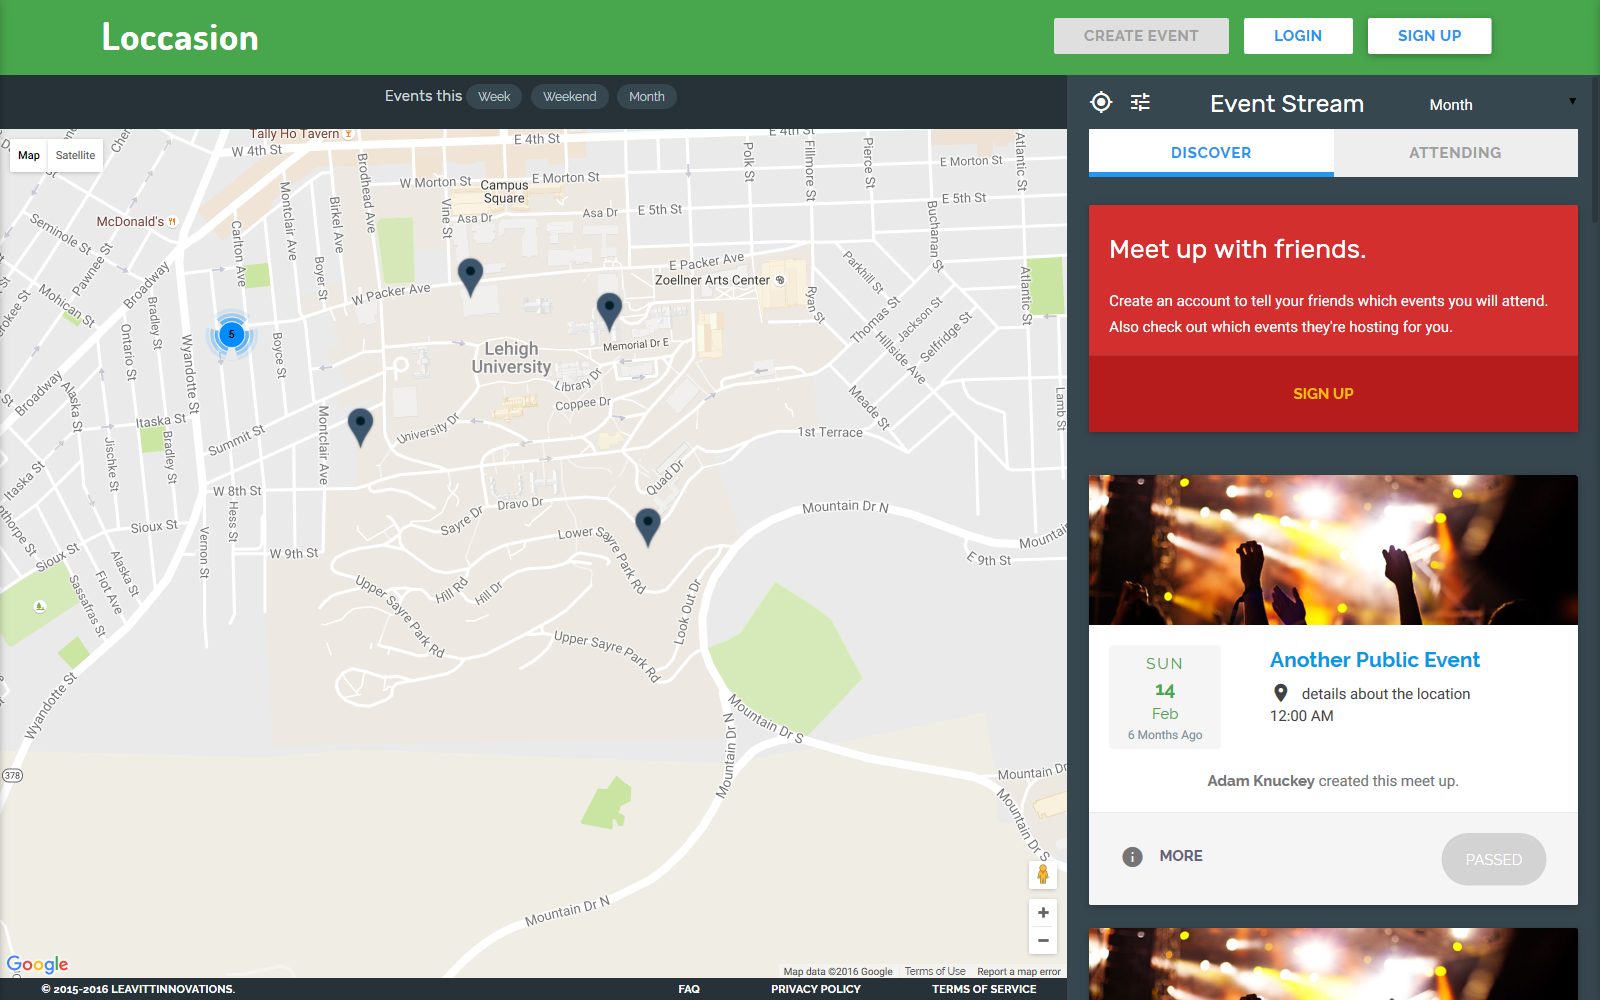 Loccasion
CREATE EVENT
LOGIN
SIGN UP
Events this Week Weekend Month
Event Stream
Month
DISCOVER
ATTENDING
Meet up with friends.
Create an account to tell your friends which events you will attend.
Also check out which events they're hosting for you.
SIGN UP
SUN
14
Feb
6 Months Ago
Another Public Event
details about the location
12:00 AM
Adam Knuckey created this meet up.
MORE
PASSED
Map
Satellite
Tally Ho Tavern
W 4th St
E 4th St
E 4th St
Brodhead Ave
Polk St
Fillmore St
Pierce St
Atlantic St
E Morton St
W Morton St
E Morton St
Campus
Square
Asa Dr
Asa Dr
Vine St
E 5th St
E 5th St
Buchanan St
McDonald's
Seminole St
Pawnee St
Mohican St
Broadway
Carlton Ave
Montclair Ave
Birkel Ave
Boyer St
W Packer Ave
E Packer Ave
Zoellner Arts Center
Ryan St
Parkhill St
Thomas St
Jackson St
Selfridge St
Hillside Ave
Atlantic St
Bradley St
Ontario St
Wyandotte St
5
Boyce St
Memorial Dr E
Lehigh
University
Library Dr
Coppee Dr
University Dr
Meade St
Lamb St
1st Terrace
Broadway
Alaska St
Itaska St
Bradley St
Summit St
Montclair Ave
Jischke St
Itaska St
W 8th St
Hess St
Quad Dr
Dravo Dr
Sayre Dr
Mountain Dr N
Sioux St
Vernon St
W 9th St
Lower Sayre Park Rd
E 9th St
Sioux St
Alaska St
Fiot Ave
Sassafras St
Upper Sayre Park Rd
Hill Rd
Hill Dr
Look Out Dr
Upper Sayre Park Rd
Wyandotte St
Mountain Dr S
Mountain Dr N
378
Mountain Dr S
Mountain Dr N
Google
Map data ©2016 Google
Terms of Use
Report a map error
© 2015-2016 LEAVITTINNOVATIONS.
FAQ
PRIVACY POLICY
TERMS OF SERVICE